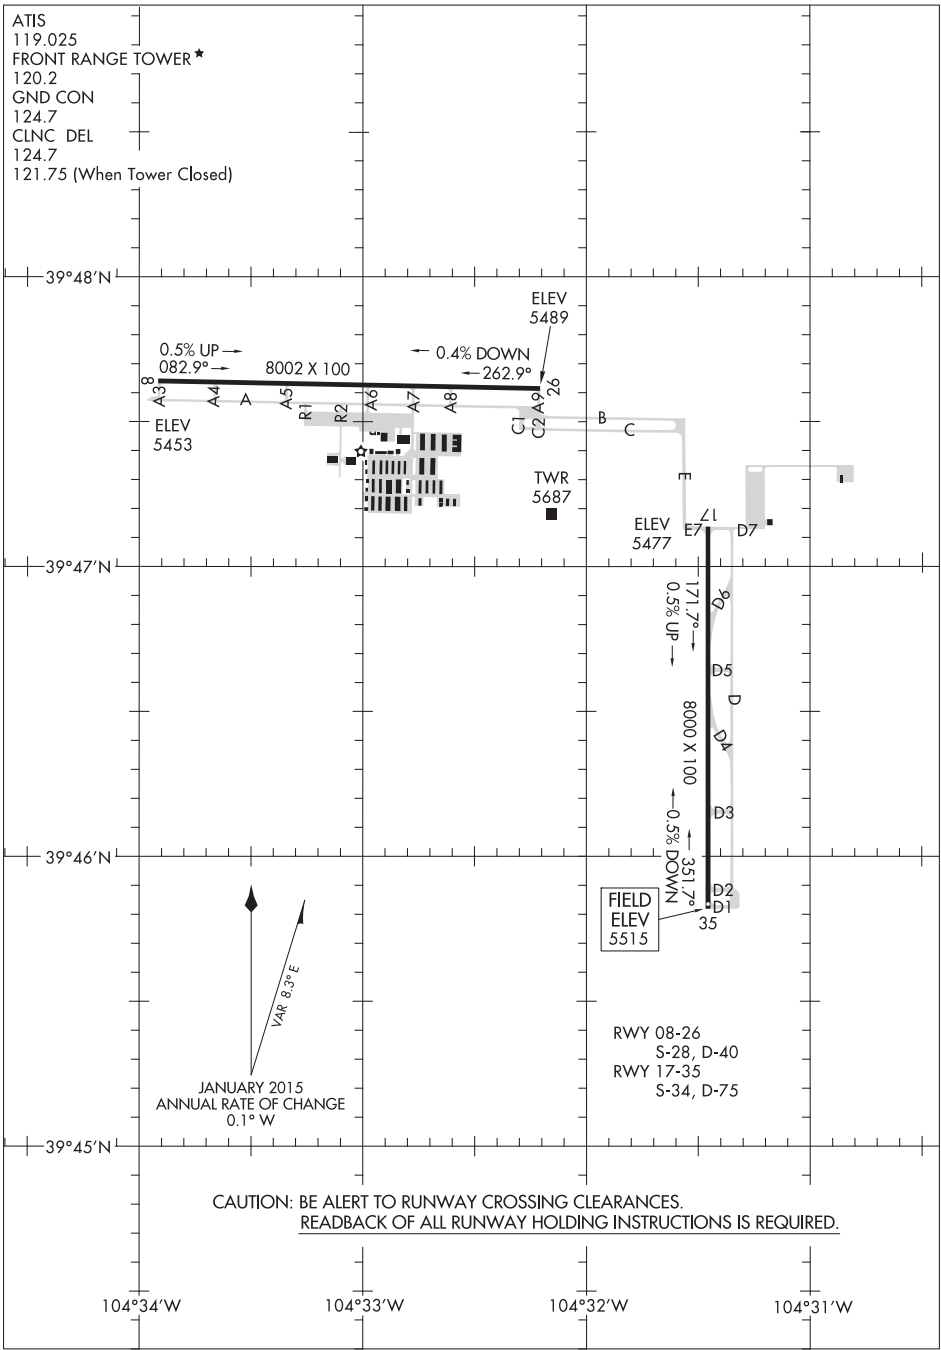 ATIS
119.025
FRONT RANGE TOWER★
120.2
GND CON
124.7
CLNC DEL
124.7
121.75 (When Tower Closed)
39°48'N
ELEV
5489
0.5% UP →
← 0.4% DOWN
082.9° →
8002 X 100
← 262.9°
8
26
A3
A4
A
A5
R1
R2
A6
A7
A8
A9
ELEV
5453
C1
C2
B
C
E
TWR
5687
ELEV
5477
E7
17
D7
39°47'N
171.7° →
0.5% UP →
D6
D5
D
8000 X 100
D4
D3
← 0.5% DOWN
← 351.7°
39°46'N
D2
D1
FIELD
ELEV
5515
35
VAR 8.3° E
JANUARY 2015
ANNUAL RATE OF CHANGE
0.1° W
RWY 08-26
S-28, D-40
RWY 17-35
S-34, D-75
39°45'N
CAUTION: BE ALERT TO RUNWAY CROSSING CLEARANCES.
READBACK OF ALL RUNWAY HOLDING INSTRUCTIONS IS REQUIRED.
104°34'W
104°33'W
104°32'W
104°31'W